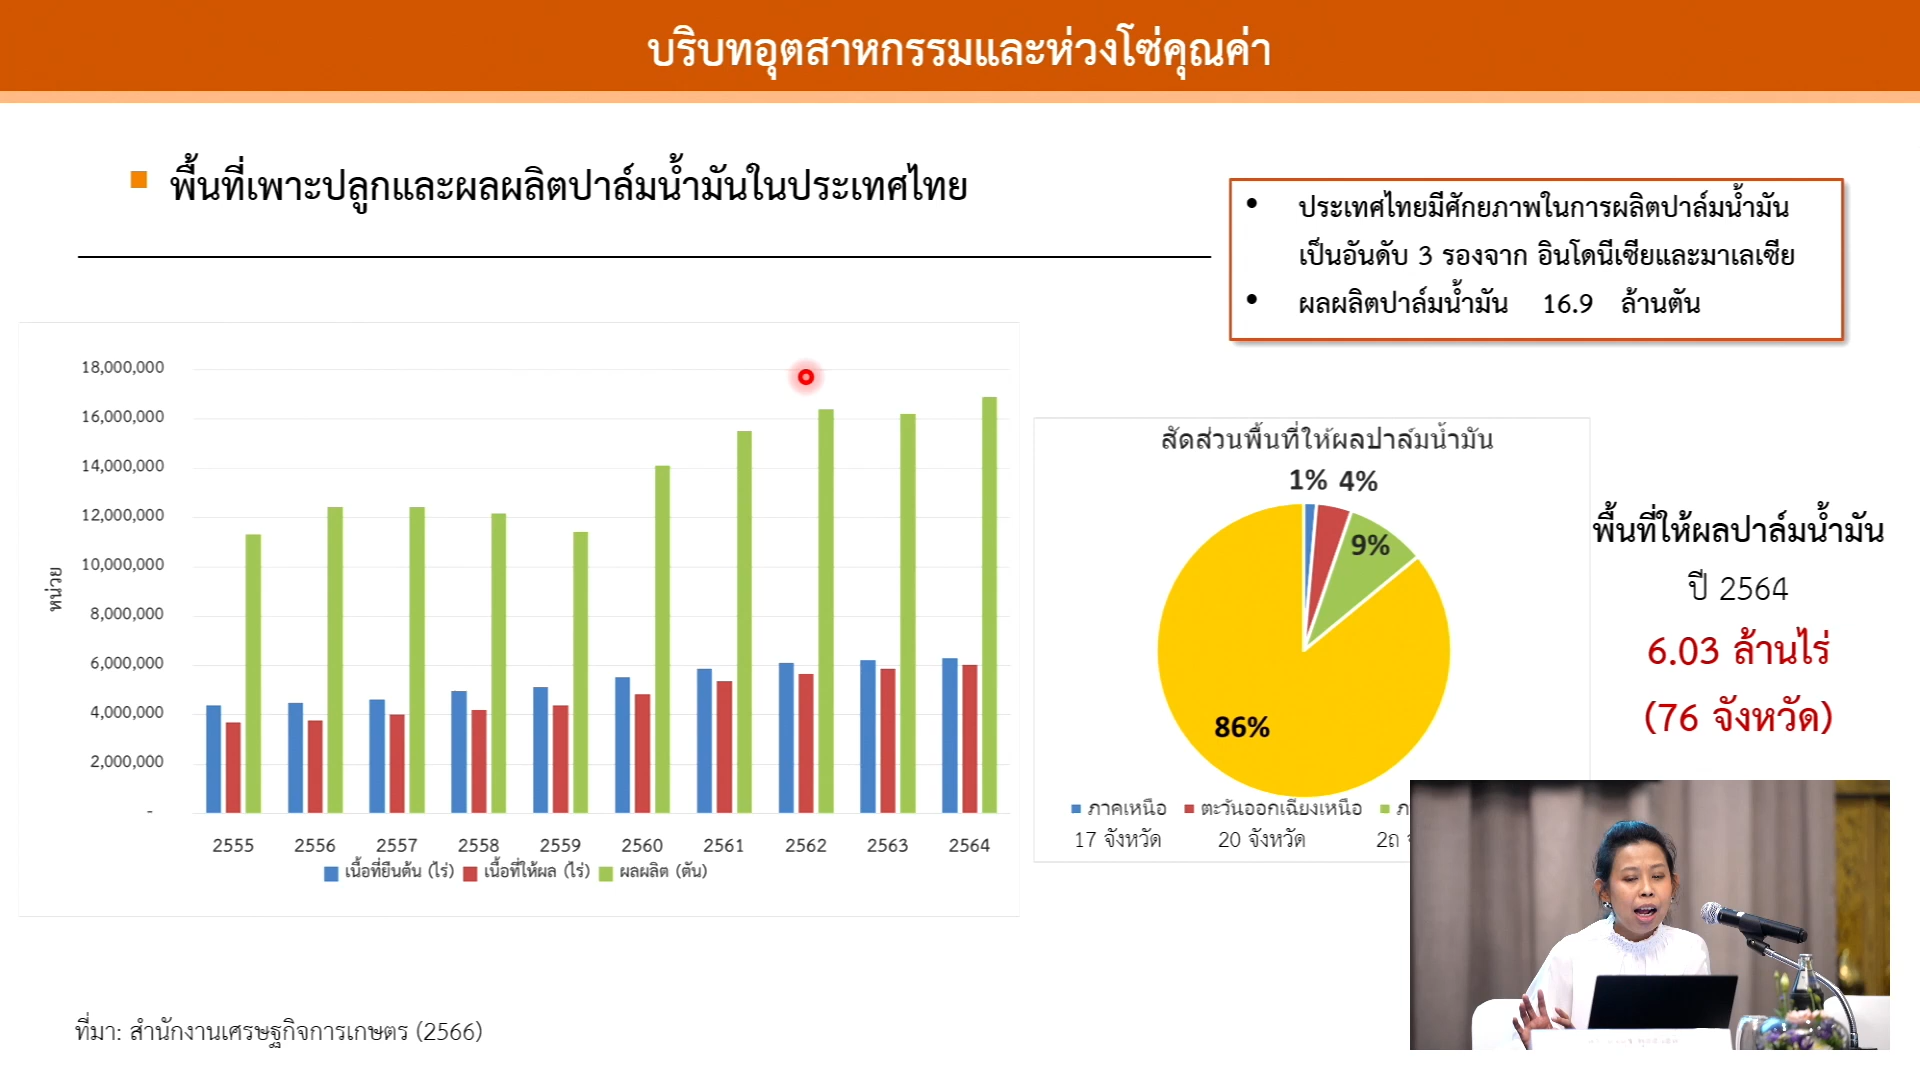 บริบทอุตสาหกรรมและห่วงโซ่คุณค่า
พื้นที่เพาะปลูกและผลผลิตปาล์มน้ำมันในประเทศไทย
• ประเทศไทยมีศักยภาพในการผลิตปาล์มน้ำมัน
เป็นอันดับ 3 รองจาก อินโดนีเซียและมาเลเซีย
• ผลผลิตปาล์มน้ำมัน 16.9 ล้านตัน
หน่วย
18,000,000
16,000,000
14,000,000
12,000,000
10,000,000
8,000,000
6,000,000
4,000,000
2,000,000
-
2555 2556 2557 2558 2559 2560 2561 2562 2563 2564
เนื้อที่ยืนต้น (ไร่) เนื้อที่ให้ผล (ไร่) ผลผลิต (ตัน)
สัดส่วนพื้นที่ให้ผลปาล์มน้ำมัน
1% 4%
9%
86%
ภาคเหนือ ตะวันออกเฉียงเหนือ
17 จังหวัด 20 จังหวัด
พื้นที่ให้ผลปาล์มน้ำมัน
ปี 2564
6.03 ล้านไร่
(76 จังหวัด)
ที่มา: สำนักงานเศรษฐกิจการเกษตร (2566)